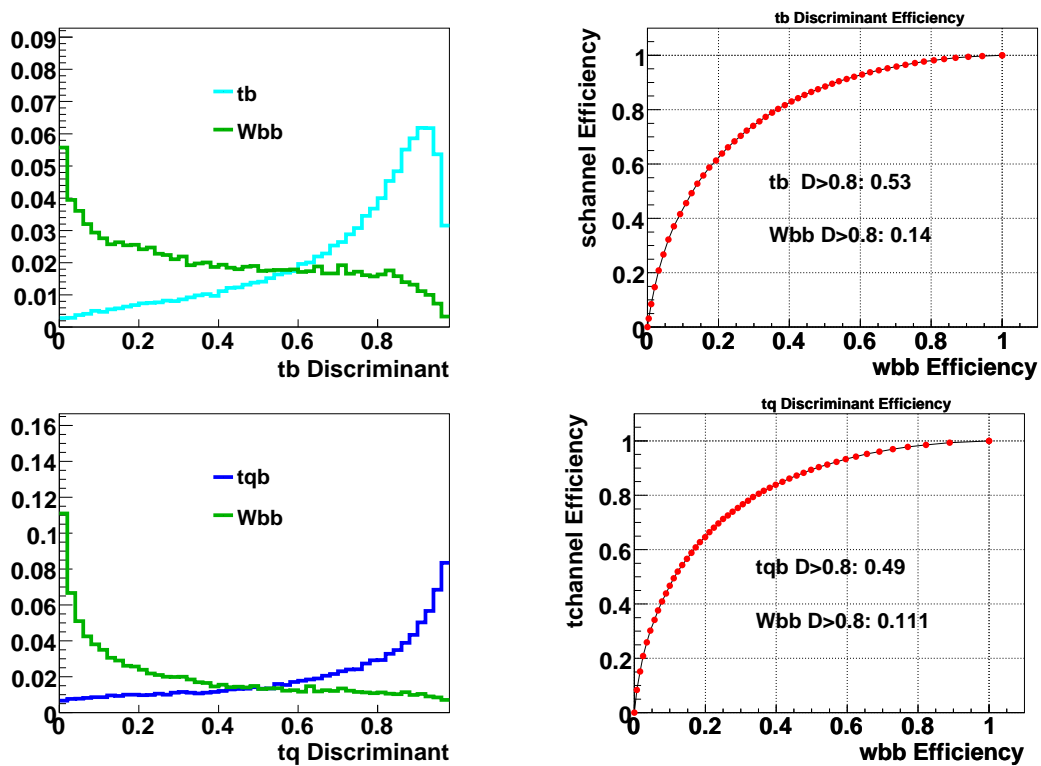 0.09
0.08
0.07
0.06
0.05
0.04
0.03
0.02
0.01
0
tb
Wbb
0 0.2 0.4 0.6 0.8
tb Discriminant
tb Discriminant Efficiency
schannel Efficiency
1
0.8
0.6
0.4
0.2
0
tb D>0.8: 0.53
Wbb D>0.8: 0.14
0 0.2 0.4 0.6 0.8 1
wbb Efficiency
0.16
0.14
0.12
0.1
0.08
0.06
0.04
0.02
0
tqb
Wbb
0 0.2 0.4 0.6 0.8
tq Discriminant
tq Discriminant Efficiency
tchannel Efficiency
1
0.8
0.6
0.4
0.2
0
tqb D>0.8: 0.49
Wbb D>0.8: 0.111
0 0.2 0.4 0.6 0.8 1
wbb Efficiency